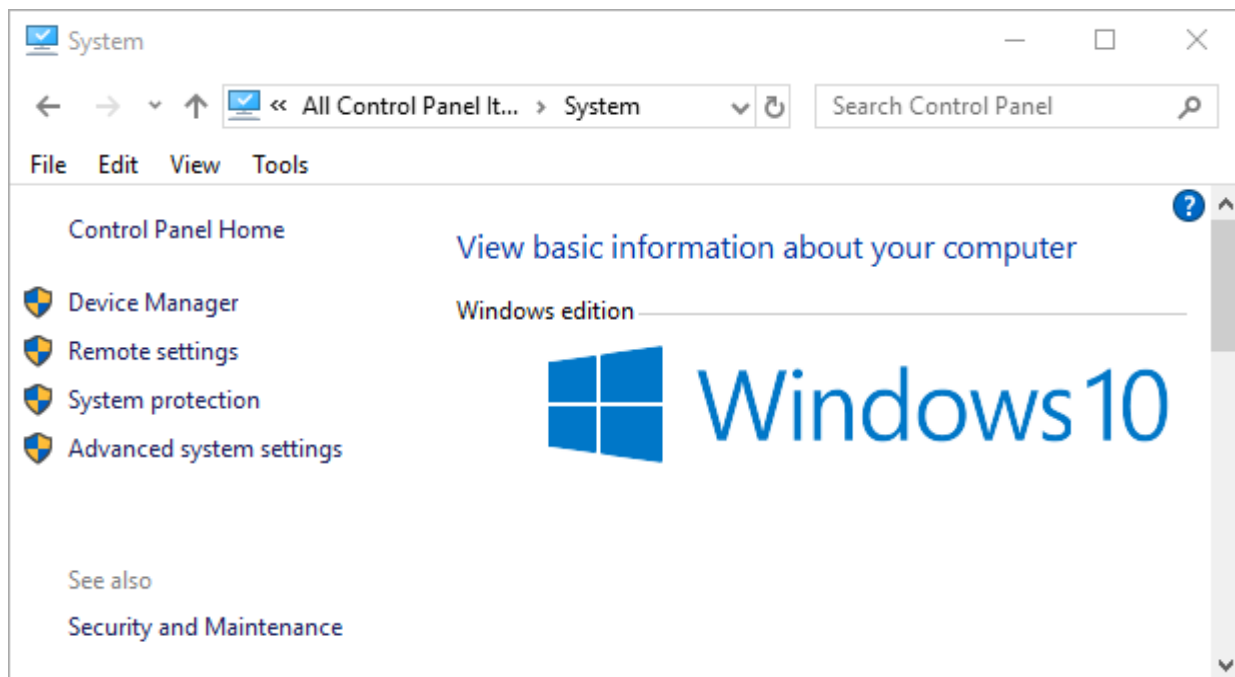 System
« All Control Panel It... › System
Search Control Panel
File Edit View Tools
Control Panel Home
Device Manager
Remote settings
System protection
Advanced system settings
See also
Security and Maintenance
?
View basic information about your computer
Windows edition
Windows 10